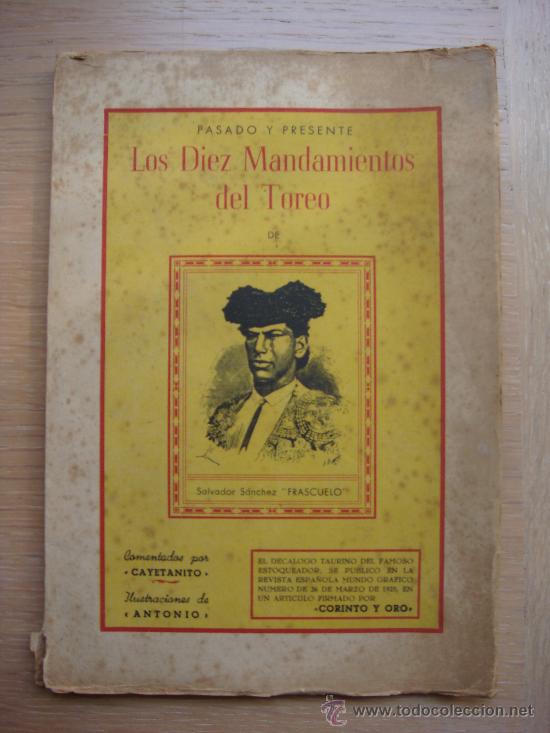 PASADO Y PRESENTE
Los Diez Mandamientos
del Toreo
DE
Salvador Sánchez "FRASCUELO"
Comentados por
«CAYETANITO»
Ilustraciones de
«ANTONIO»
EL DECALOGO TAURINO DEL FAMOSO
ESTOQUEADOR, SE PUBLICO EN LA
REVISTA ESPAÑOLA MUNDO GRAFICO
NUMERO DE 26 DE MARZO DE 1935, EN
UN ARTICULO FIRMADO POR
«CORINTO Y ORO»
www.todocoleccion.net